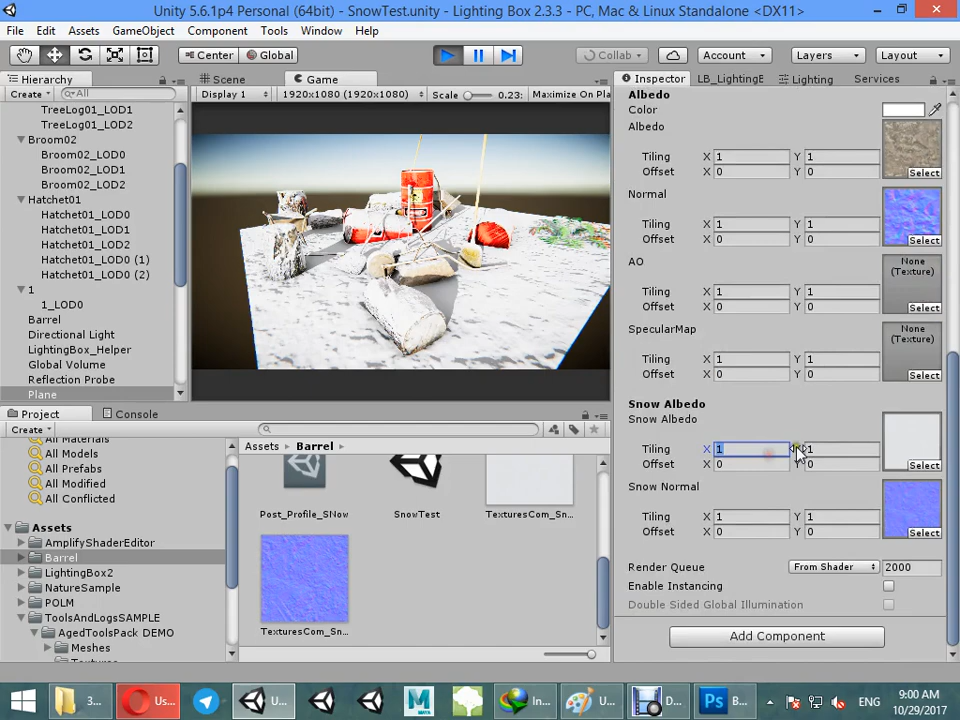 Unity 5.6.1p4 Personal (64bit) - SnowTest.unity - Lighting Box 2.3.3 - PC, Mac & Linux Standalone <DX11>
File Edit Assets GameObject Component Tools Window Help
Center Global Collab Account Layers Layout
Hierarchy
Create All
TreeLog01_LOD1
TreeLog01_LOD2
Broom02
Broom02_LOD0
Broom02_LOD1
Broom02_LOD2
Hatchet01
Hatchet01_LOD0
Hatchet01_LOD1
Hatchet01_LOD2
Hatchet01_LOD0 (1)
Hatchet01_LOD0 (2)
1
1_LOD0
Barrel
Directional Light
LightingBox_Helper
Global Volume
Reflection Probe
Plane
Scene Game
Display 1 1920x1080 (1920x1080) Scale 0.23: Maximize On Pla
Project Console
Create
All Materials
All Models
All Prefabs
All Modified
All Conflicted
Assets
AmplifyShaderEditor
Barrel
LightingBox2
NatureSample
POLM
ToolsAndLogsSAMPLE
AgedToolsPack DEMO
Meshes
Assets Barrel
Post_Profile_SNow SnowTest TexturesCom_Sn...
TexturesCom_Sn...
Inspector LB_LightingE Lighting Services
Albedo
Color
Albedo
Tiling X 1 Y 1
Offset X 0 Y 0 Select
Normal
Tiling X 1 Y 1
Offset X 0 Y 0 Select
AO None (Texture)
Tiling X 1 Y 1
Offset X 0 Y 0 Select
SpecularMap None (Texture)
Tiling X 1 Y 1
Offset X 0 Y 0 Select
Snow Albedo
Snow Albedo
Tiling X 1 1
Offset X 0 Y 0 Select
Snow Normal
Tiling X 1 Y 1
Offset X 0 Y 0 Select
Render Queue From Shader 2000
Enable Instancing
Double Sided Global Illumination
Add Component
3... Us... U... In... U... D... Ps B...
ENG 9:00 AM
10/29/2017